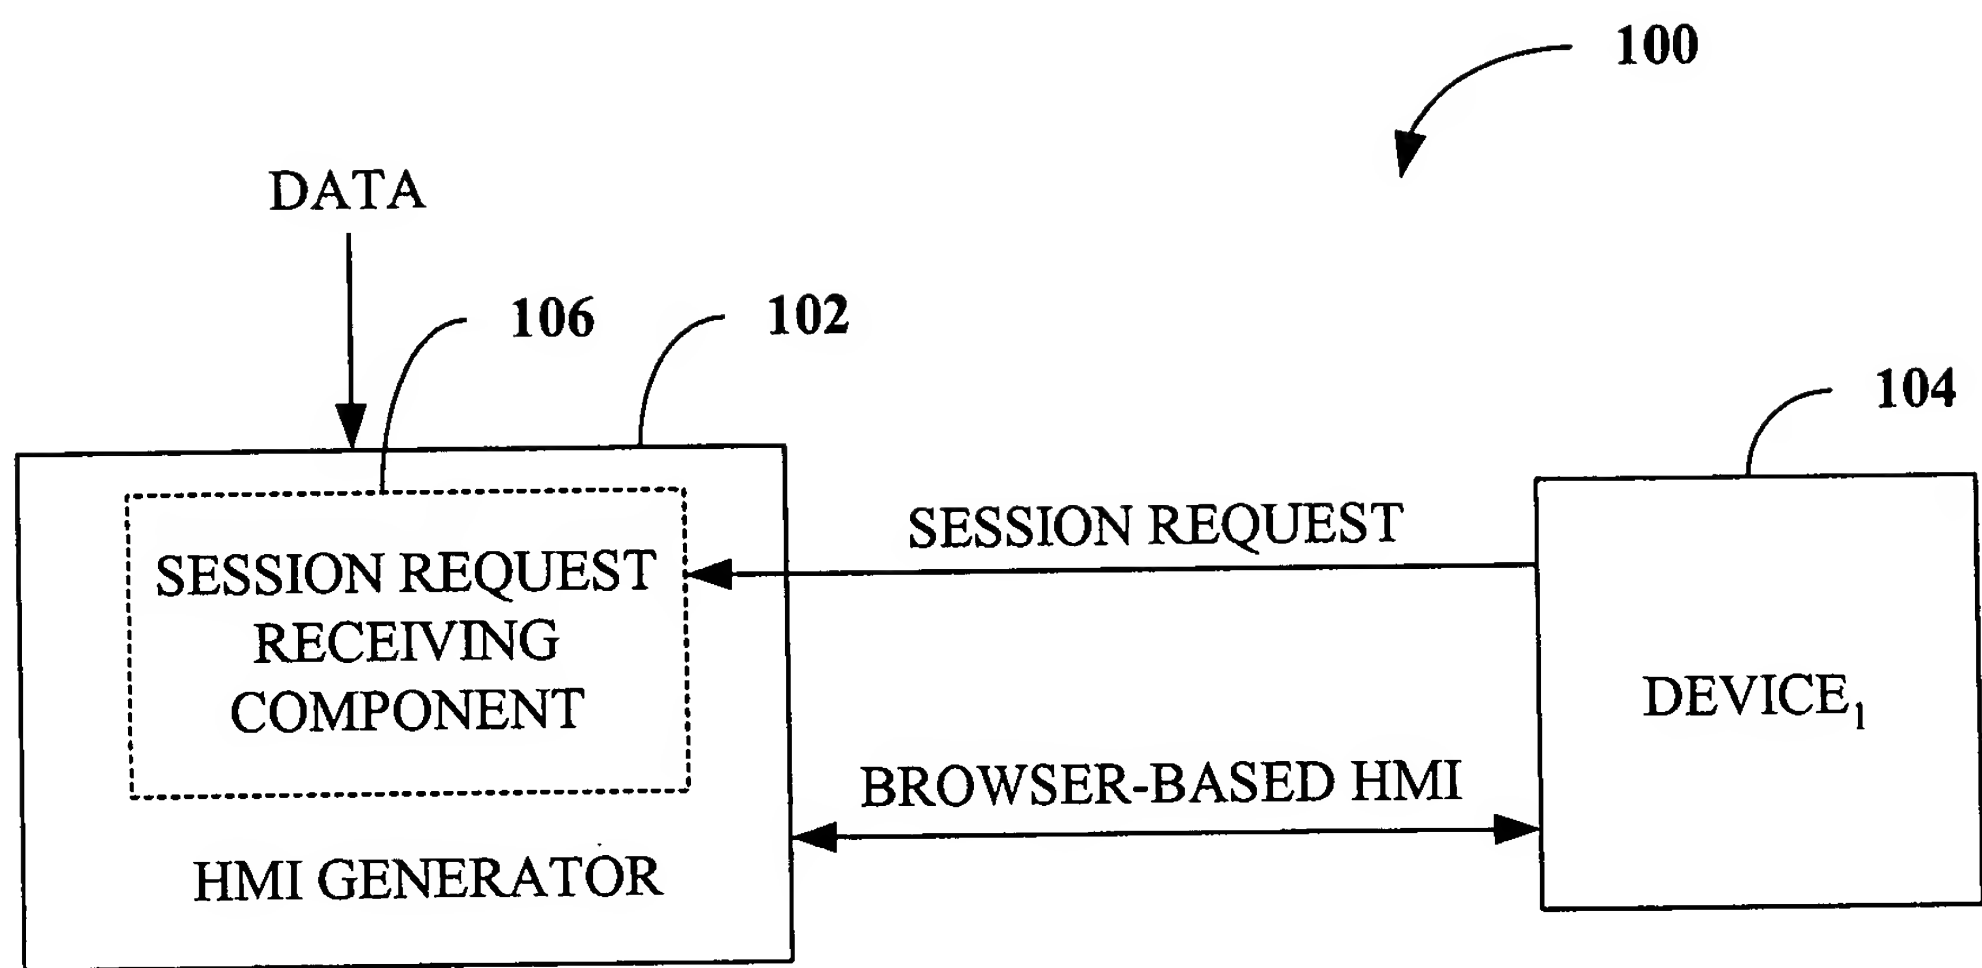 100
DATA
106
102
104
SESSION REQUEST
SESSION REQUEST
RECEIVING
COMPONENT
DEVICE₁
BROWSER-BASED HMI
HMI GENERATOR